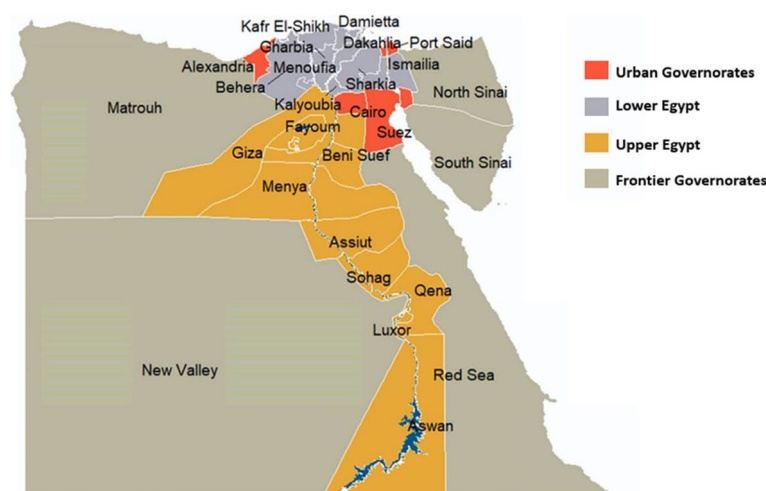 Damietta
Kafr El-Shikh
Gharbia
Dakahlia
Port Said
Alexandria
Menoufia
Ismailia
Behera
Sharkia
Kalyoubia
North Sinai
Matrouh
Cairo
Fayoum
Suez
Giza
Beni Suef
South Sinai
Menya
Assiut
Sohag
Qena
Luxor
New Valley
Red Sea
Aswan
Urban Governorates
Lower Egypt
Upper Egypt
Frontier Governorates